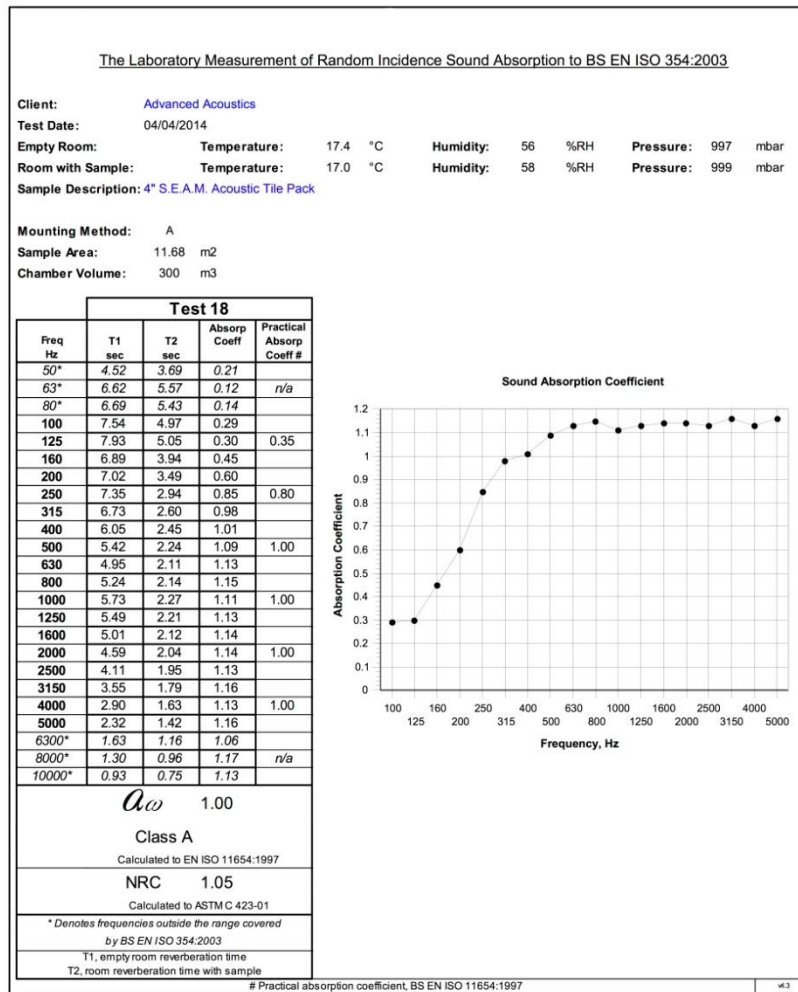 The Laboratory Measurement of Random Incidence Sound Absorption to BS EN ISO 354:2003
Client: Advanced Acoustics
Test Date: 04/04/2014
Empty Room: Temperature: 17.4 °C Humidity: 56 %RH Pressure: 997 mbar
Room with Sample: Temperature: 17.0 °C Humidity: 58 %RH Pressure: 999 mbar
Sample Description: 4" S.E.A.M. Acoustic Tile Pack
Mounting Method: A
Sample Area: 11.68 m2
Chamber Volume: 300 m3
Test 18
Freq Hz T1 sec T2 sec Absorp Coeff Practical Absorp Coeff #
50* 4.52 3.69 0.21
63* 6.62 5.57 0.12 n/a
80* 6.69 5.43 0.14
100 7.54 4.97 0.29
125 7.93 5.05 0.30 0.35
160 6.89 3.94 0.45
200 7.02 3.49 0.60
250 7.35 2.94 0.85 0.80
315 6.73 2.60 0.98
400 6.05 2.45 1.01
500 5.42 2.24 1.09 1.00
630 4.95 2.11 1.13
800 5.24 2.14 1.15
1000 5.73 2.27 1.11 1.00
1250 5.49 2.21 1.13
1600 5.01 2.12 1.14
2000 4.59 2.04 1.14 1.00
2500 4.11 1.95 1.13
3150 3.55 1.79 1.16
4000 2.90 1.63 1.13 1.00
5000 2.32 1.42 1.16
6300* 1.63 1.16 1.06
8000* 1.30 0.96 1.17 n/a
10000* 0.93 0.75 1.13
αω 1.00
Class A
Calculated to EN ISO 11654:1997
NRC 1.05
Calculated to ASTM C 423-01
* Denotes frequencies outside the range covered
by BS EN ISO 354:2003
T1, empty room reverberation time
T2, room reverberation time with sample
Sound Absorption Coefficient
Absorption Coefficient
1.2
1.1
1
0.9
0.8
0.7
0.6
0.5
0.4
0.3
0.2
0.1
0
100 160 250 400 630 1000 1600 2500 4000
125 200 315 500 800 1250 2000 3150 5000
Frequency, Hz
# Practical absorption coefficient, BS EN ISO 11654:1997
v4.3